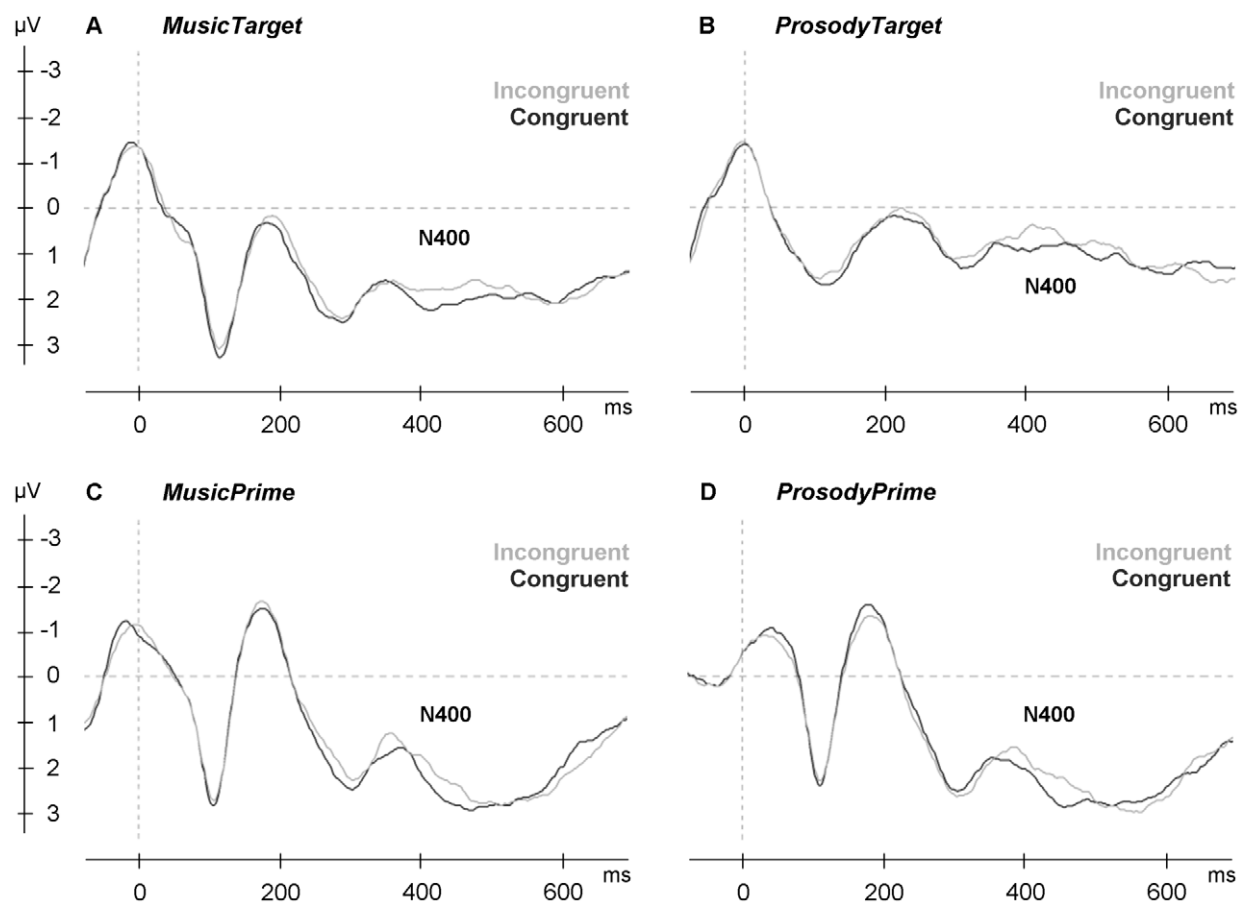 µV A MusicTarget
B ProsodyTarget
-3
-2
-1
0
1
2
3
Incongruent
Congruent
N400
0 200 400 600 ms
Incongruent
Congruent
N400
0 200 400 600 ms
µV C MusicPrime
D ProsodyPrime
-3
-2
-1
0
1
2
3
Incongruent
Congruent
N400
0 200 400 600 ms
Incongruent
Congruent
N400
0 200 400 600 ms